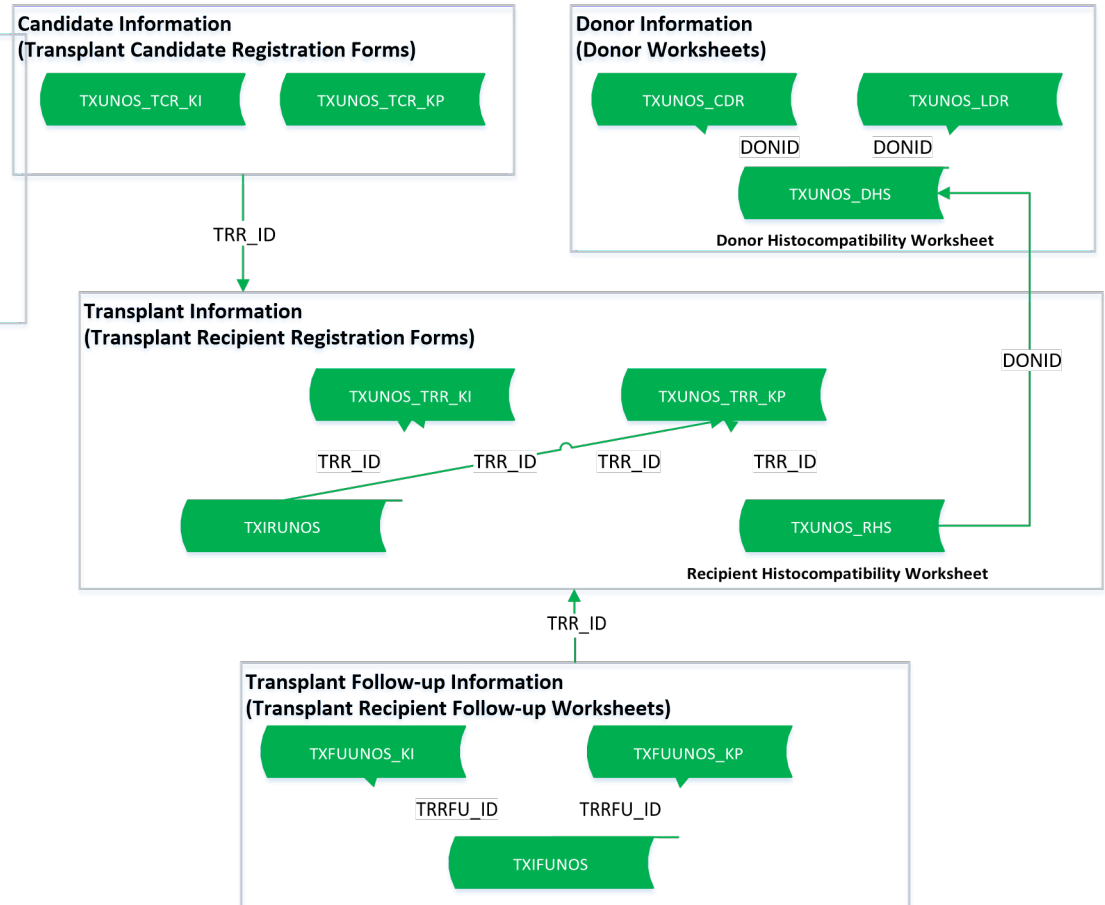 Candidate Information
(Transplant Candidate Registration Forms)
TXUNOS_TCR_KI
TXUNOS_TCR_KP
Donor Information
(Donor Worksheets)
TXUNOS_CDR
TXUNOS_LDR
DONID
DONID
TXUNOS_DHS
Donor Histocompatibility Worksheet
TRR_ID
Transplant Information
(Transplant Recipient Registration Forms)
DONID
TXUNOS_TRR_KI
TXUNOS_TRR_KP
TRR_ID
TRR_ID
TRR_ID
TRR_ID
TXIRUNOS
TXUNOS_RHS
Recipient Histocompatibility Worksheet
TRR_ID
Transplant Follow-up Information
(Transplant Recipient Follow-up Worksheets)
TXFUUNOS_KI
TXFUUNOS_KP
TRRFU_ID
TRRFU_ID
TXIFUNOS